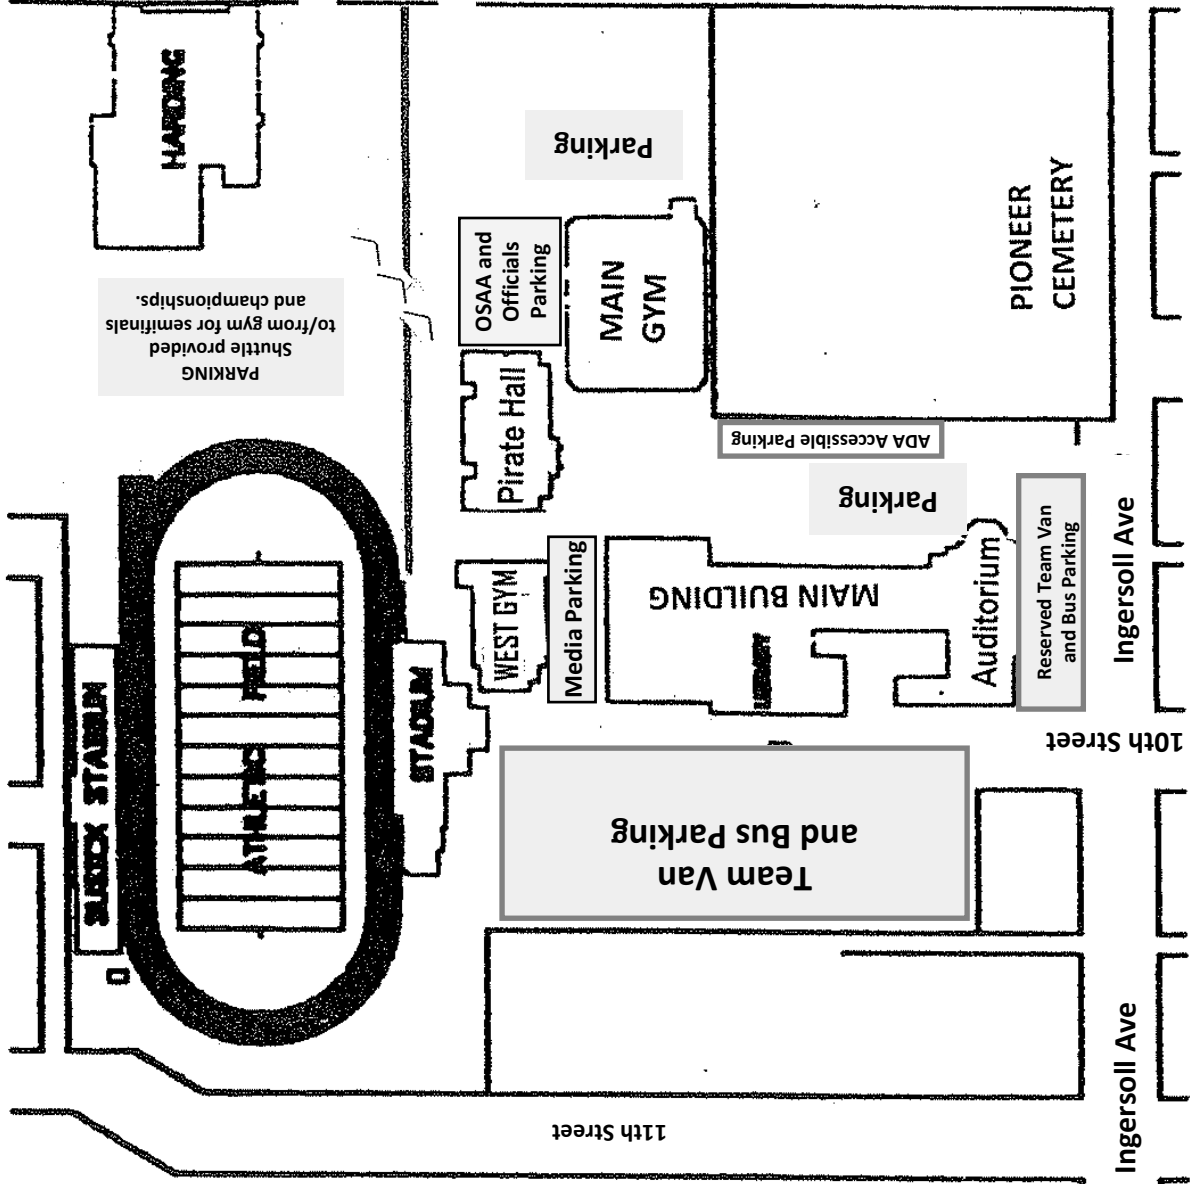 HARDING
Parking
PIONEER
CEMETERY
OSAA and
Officials
Parking
MAIN
GYM
PARKING
Shuttle provided
to/from gym for semifinals
and championships.
Pirate Hall
ADA Accessible Parking
Parking
WEST GYM
Media Parking
MAIN BUILDING
LIBRARY
Auditorium
Reserved Team Van
and Bus Parking
Ingersoll Ave
10th Street
STADIUM
ATHLETIC FIELD
STADIUM
Team Van
and Bus Parking
11th Street
Ingersoll Ave